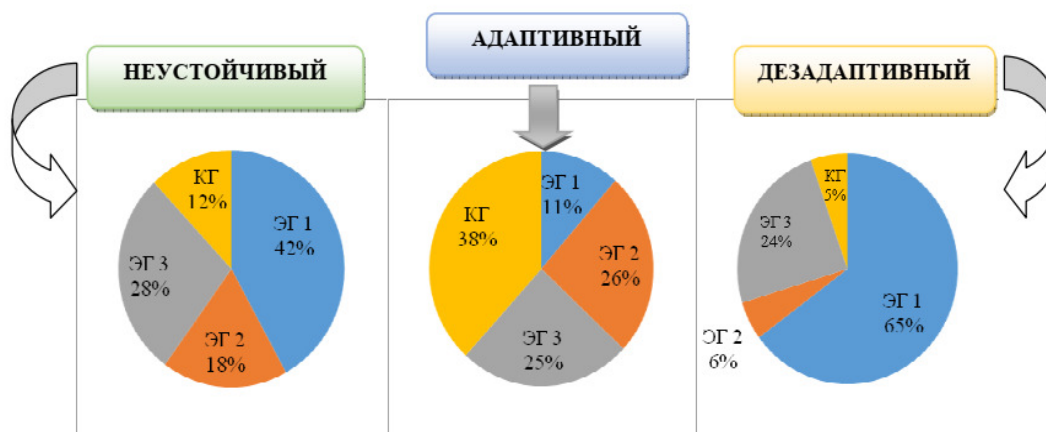 НЕУСТОЙЧИВЫЙ
АДАПТИВНЫЙ
ДЕЗАДАПТИВНЫЙ
КГ
12%
ЭГ 1
42%
ЭГ 3
28%
ЭГ 2
18%
ЭГ 1
11%
КГ
38%
ЭГ 2
26%
ЭГ 3
25%
КГ
5%
ЭГ 3
24%
ЭГ 1
65%
ЭГ 2
6%